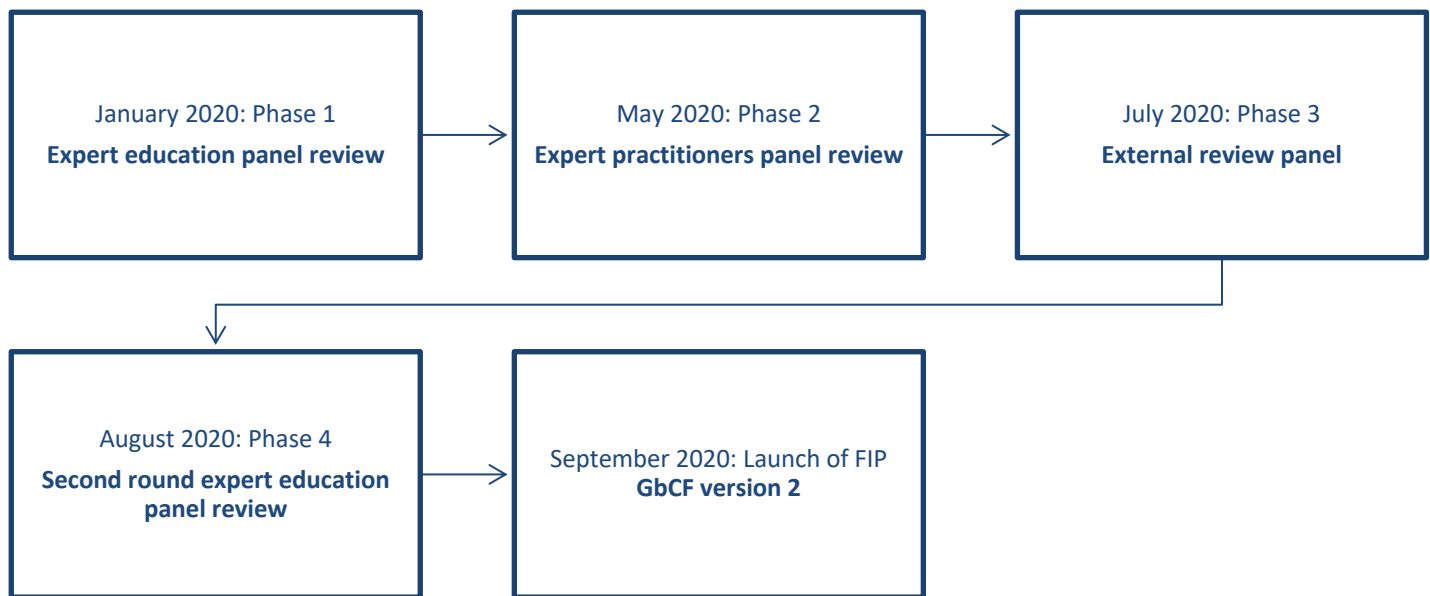 January 2020: Phase 1
Expert education panel review
May 2020: Phase 2
Expert practitioners panel review
July 2020: Phase 3
External review panel
August 2020: Phase 4
Second round expert education
panel review
September 2020: Launch of FIP
GbCF version 2